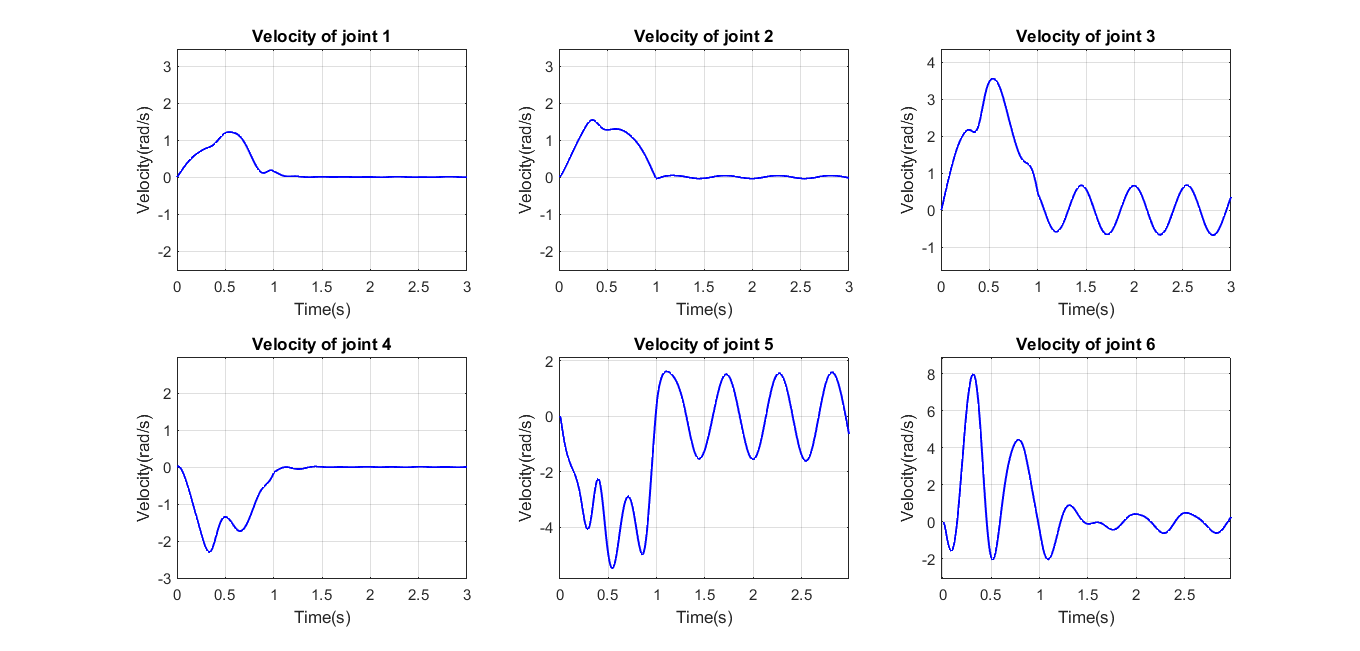 Velocity of joint 1
Velocity(rad/s)
3
2
1
0
-1
-2
0 0.5 1 1.5 2 2.5 3
Time(s)
Velocity of joint 2
Velocity(rad/s)
3
2
1
0
-1
-2
0 0.5 1 1.5 2 2.5 3
Time(s)
Velocity of joint 3
Velocity(rad/s)
4
3
2
1
0
-1
0 0.5 1 1.5 2 2.5 3
Time(s)
Velocity of joint 4
Velocity(rad/s)
2
1
0
-1
-2
-3
0 0.5 1 1.5 2 2.5 3
Time(s)
Velocity of joint 5
Velocity(rad/s)
2
0
-2
-4
0 0.5 1 1.5 2 2.5
Time(s)
Velocity of joint 6
Velocity(rad/s)
8
6
4
2
0
-2
0 0.5 1 1.5 2 2.5
Time(s)